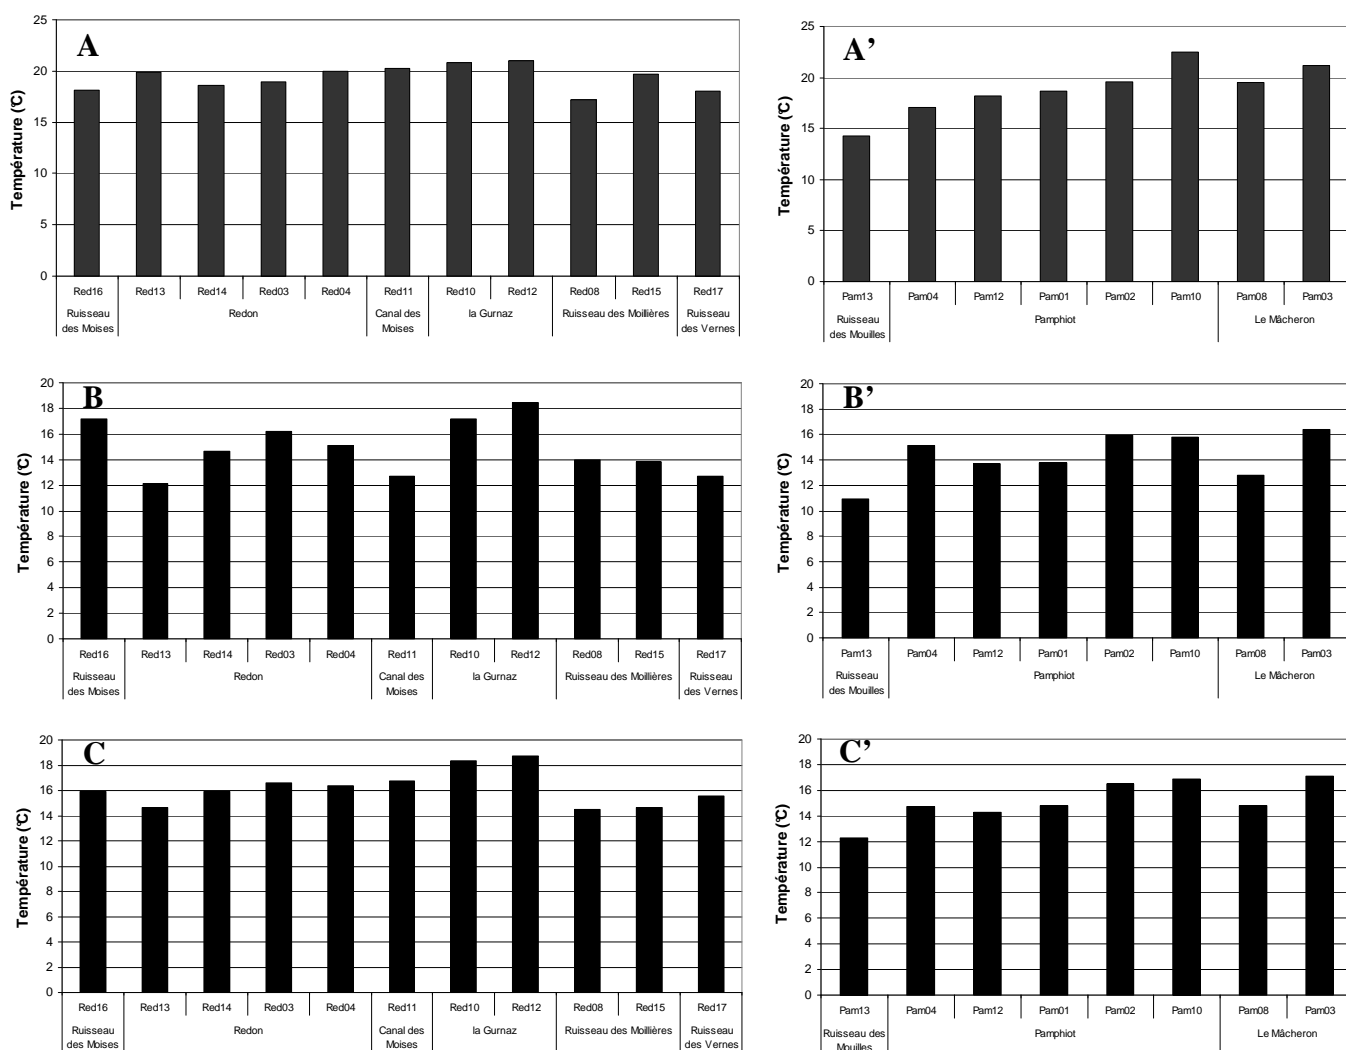 A
Température (°C)
25
20
15
10
5
0
Red16 Red13 Red14 Red03 Red04 Red11 Red10 Red12 Red08 Red15 Red17
Ruisseau des Moises
Redon
Canal des Moises
la Gurnaz
Ruisseau des Moillières
Ruisseau des Vernes
A’
Température (°C)
25
20
15
10
5
0
Pam13 Pam04 Pam12 Pam01 Pam02 Pam10 Pam08 Pam03
Ruisseau des Mouilles
Pamphiot
Le Mâcheron
B
Température (°C)
20
18
16
14
12
10
8
6
4
2
0
Red16 Red13 Red14 Red03 Red04 Red11 Red10 Red12 Red08 Red15 Red17
Ruisseau des Moises
Redon
Canal des Moises
la Gurnaz
Ruisseau des Moillières
Ruisseau des Vernes
B’
Température (°C)
20
18
16
14
12
10
8
6
4
2
0
Pam13 Pam04 Pam12 Pam01 Pam02 Pam10 Pam08 Pam03
Ruisseau des Mouilles
Pamphiot
Le Mâcheron
C
Température (°C)
20
18
16
14
12
10
8
6
4
2
0
Red16 Red13 Red14 Red03 Red04 Red11 Red10 Red12 Red08 Red15 Red17
Ruisseau des Moises
Redon
Canal des Moises
la Gurnaz
Ruisseau des Moillières
Ruisseau des Vernes
C’
Température (°C)
20
18
16
14
12
10
8
6
4
2
0
Pam13 Pam04 Pam12 Pam01 Pam02 Pam10 Pam08 Pam03
Ruisseau des Mouilles
Pamphiot
Le Mâcheron